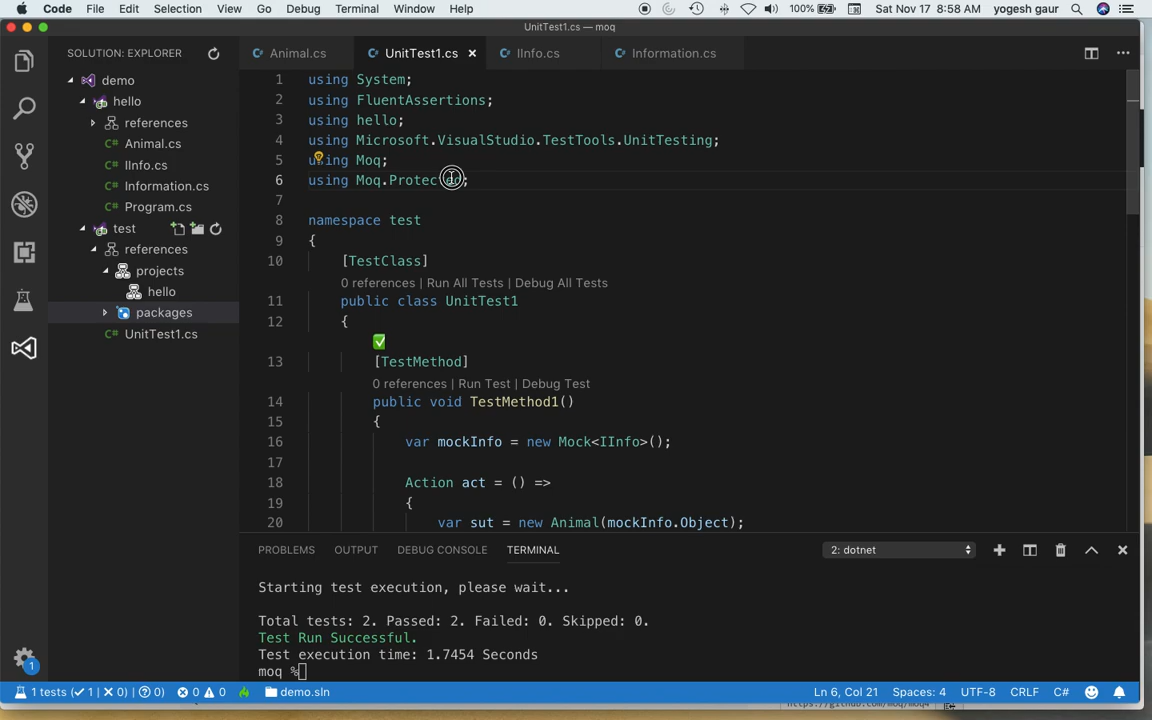 Code File Edit Selection View Go Debug Terminal Window Help 100% Sat Nov 17 8:58 AM yogesh gaur
UnitTest1.cs — moq
SOLUTION: EXPLORER
demo
hello
references
C# Animal.cs
C# IInfo.cs
C# Information.cs
C# Program.cs
test
references
projects
hello
packages
C# UnitTest1.cs
1
Animal.cs UnitTest1.cs × IInfo.cs Information.cs
1 using System;
2 using FluentAssertions;
3 using hello;
4 using Microsoft.VisualStudio.TestTools.UnitTesting;
5 using Moq;
6 using Moq.Protected;
7
8 namespace test
9 {
10 [TestClass]
0 references | Run All Tests | Debug All Tests
11 public class UnitTest1
12 {
13 [TestMethod]
0 references | Run Test | Debug Test
14 public void TestMethod1()
15 {
16 var mockInfo = new Mock<IInfo>();
17
18 Action act = () =>
19 {
20 var sut = new Animal(mockInfo.Object);
PROBLEMS OUTPUT DEBUG CONSOLE TERMINAL 2: dotnet
Starting test execution, please wait...
Total tests: 2. Passed: 2. Failed: 0. Skipped: 0.
Test Run Successful.
Test execution time: 1.7454 Seconds
moq %
1 tests (✓ 1 | ✕ 0) | (? 0) 0 0 demo.sln Ln 6, Col 21 Spaces: 4 UTF-8 CRLF C#
https://github.com/moq/moq4